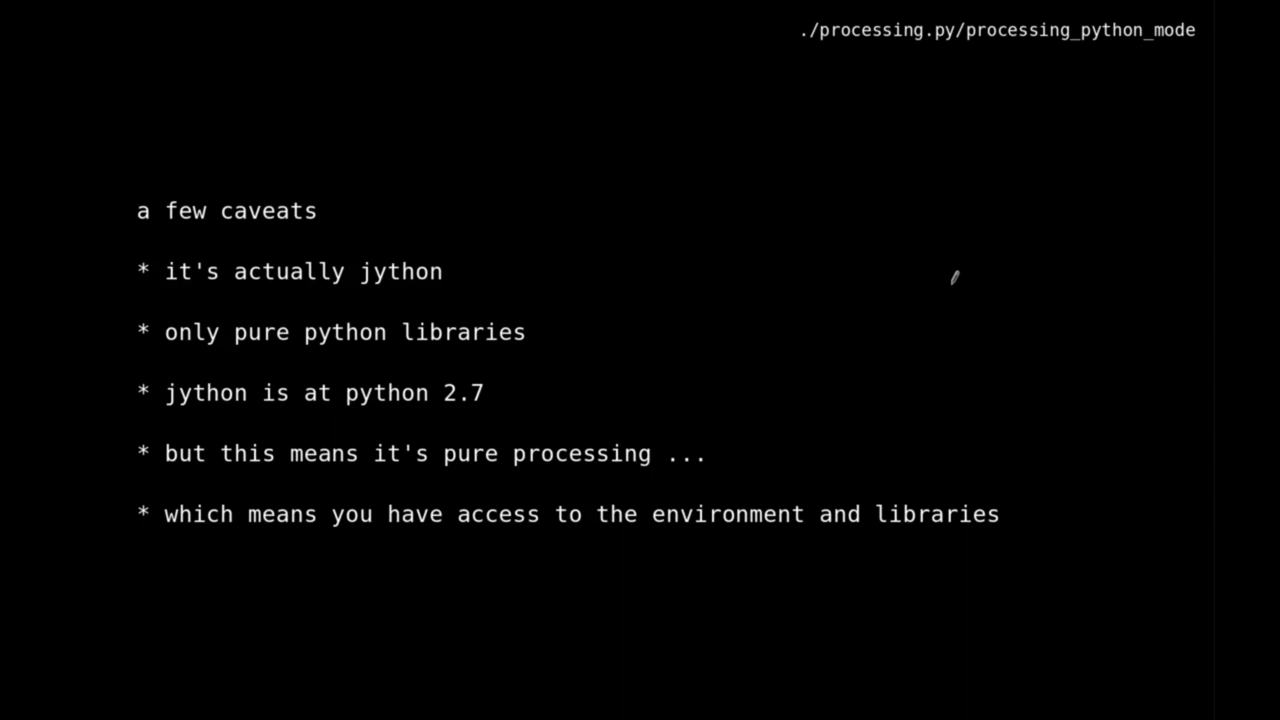 ./processing.py/processing_python_mode
a few caveats
* it's actually jython
* only pure python libraries
* jython is at python 2.7
* but this means it's pure processing ...
* which means you have access to the environment and libraries